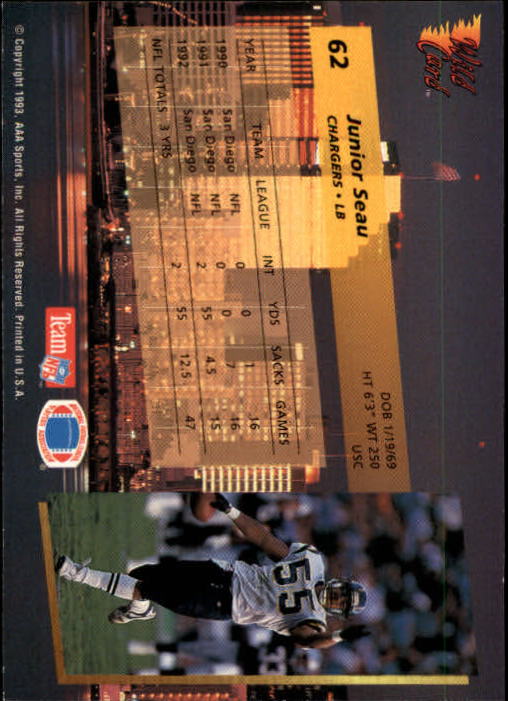 Wild
Card
TM
62
Junior Seau
CHARGERS • LB
DOB 1/19/69
HT 6'3" WT 250
USC
YEAR TEAM LEAGUE INT YDS SACKS GAMES
1990 San Diego NFL 0 0 1 16
1991 San Diego NFL 0 0 7 16
1992 San Diego NFL 2 55 4.5 15
NFL TOTALS 3 YRS 2 55 12.5 47
Team
NFL
55
© Copyright 1993, AAA Sports, Inc. All Rights Reserved. Printed in U.S.A.